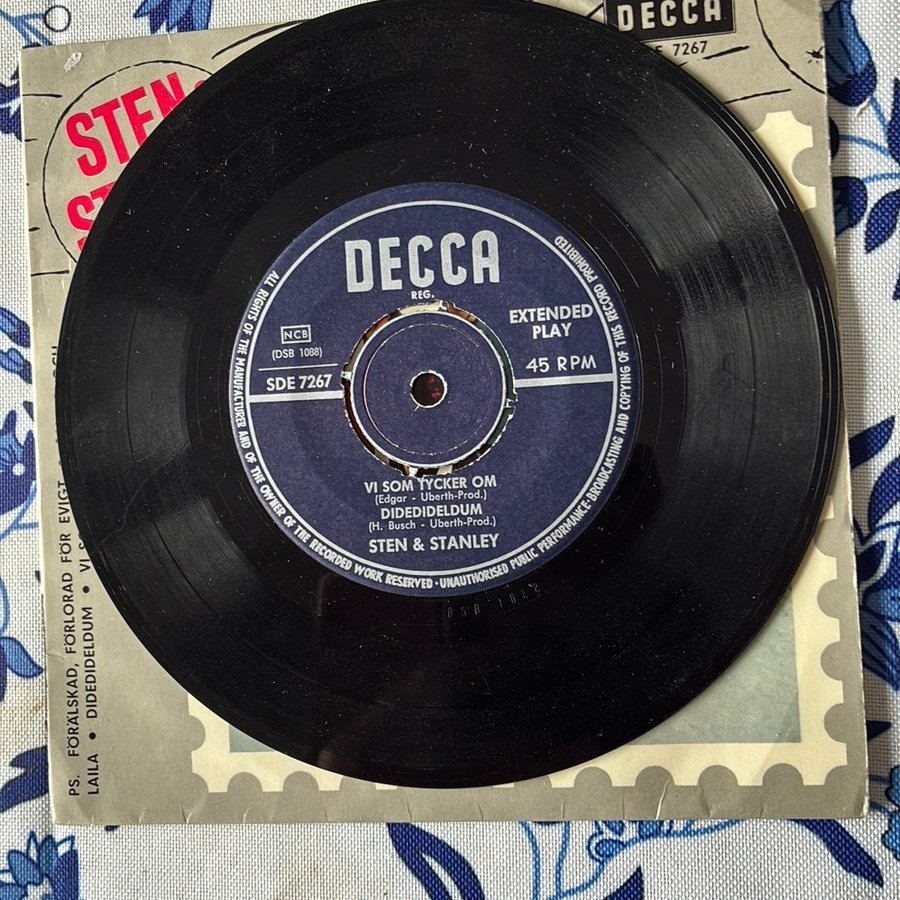 DECCA
SDE 7267
STEN
DECCA
REG.
EXTENDED
PLAY
NCB
(DSB 1088)
SDE 7267
45 RPM
VI SOM TYCKER OM
(Edgar - Uberth-Prod.)
DIDEDIDELDUM
(H. Busch - Uberth-Prod.)
STEN & STANLEY
ALL RIGHTS OF THE MANUFACTURER AND OF THE OWNER OF THE RECORDED WORK RESERVED · UNAUTHORISED PUBLIC PERFORMANCE · BROADCASTING AND COPYING OF THIS RECORD PROHIBITED
PS. FÖRÄLSKAD, FÖRLORAD FÖR EVIGT
LAILA • DIDEDIDELDUM •